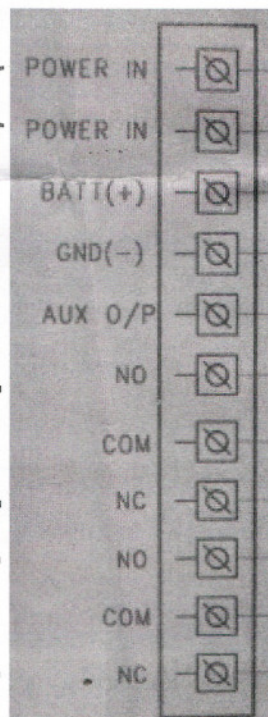 POWER IN
POWER IN
BATT(+)
GND(-)
AUX O/P
NO
COM
NC
NO
COM
NC